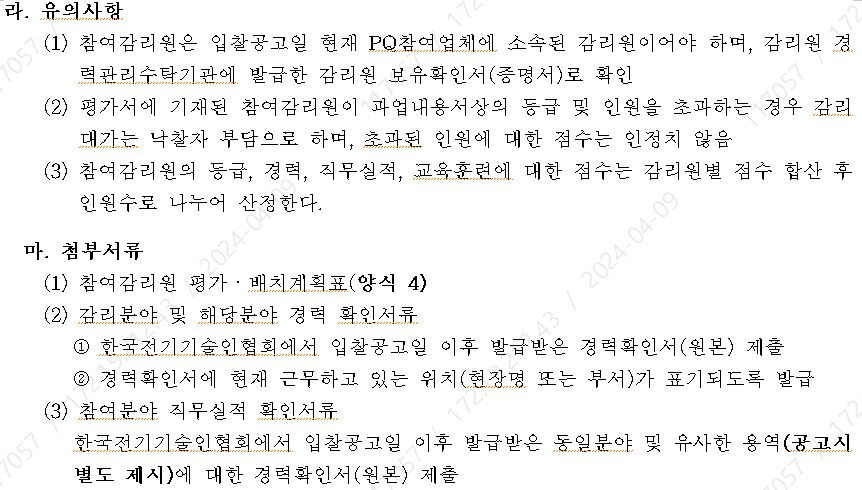 라. 유의사항
(1) 참여감리원은 입찰공고일 현재 PQ참여업체에 소속된 감리원이어야 하며, 감리원 경
력관리수탁기관에 발급한 감리원 보유확인서(증명서)로 확인
(2) 평가서에 기재된 참여감리원이 과업내용서상의 등급 및 인원을 초과하는 경우 감리
대가는 낙찰자 부담으로 하며, 초과된 인원에 대한 점수는 인정치 않음
(3) 참여감리원의 등급, 경력, 직무실적, 교육훈련에 대한 점수는 감리원별 점수 합산 후
인원수로 나누어 산정한다.
마. 첨부서류
(1) 참여감리원 평가 · 배치계획표(양식 4)
(2) 감리분야 및 해당분야 경력 확인서류
① 한국전기기술인협회에서 입찰공고일 이후 발급받은 경력확인서(원본) 제출
② 경력확인서에 현재 근무하고 있는 위치(현장명 또는 부서)가 표기되도록 발급
(3) 참여분야 직무실적 확인서류
한국전기기술인협회에서 입찰공고일 이후 발급받은 동일분야 및 유사한 용역(공고시
별도 제시)에 대한 경력확인서(원본) 제출